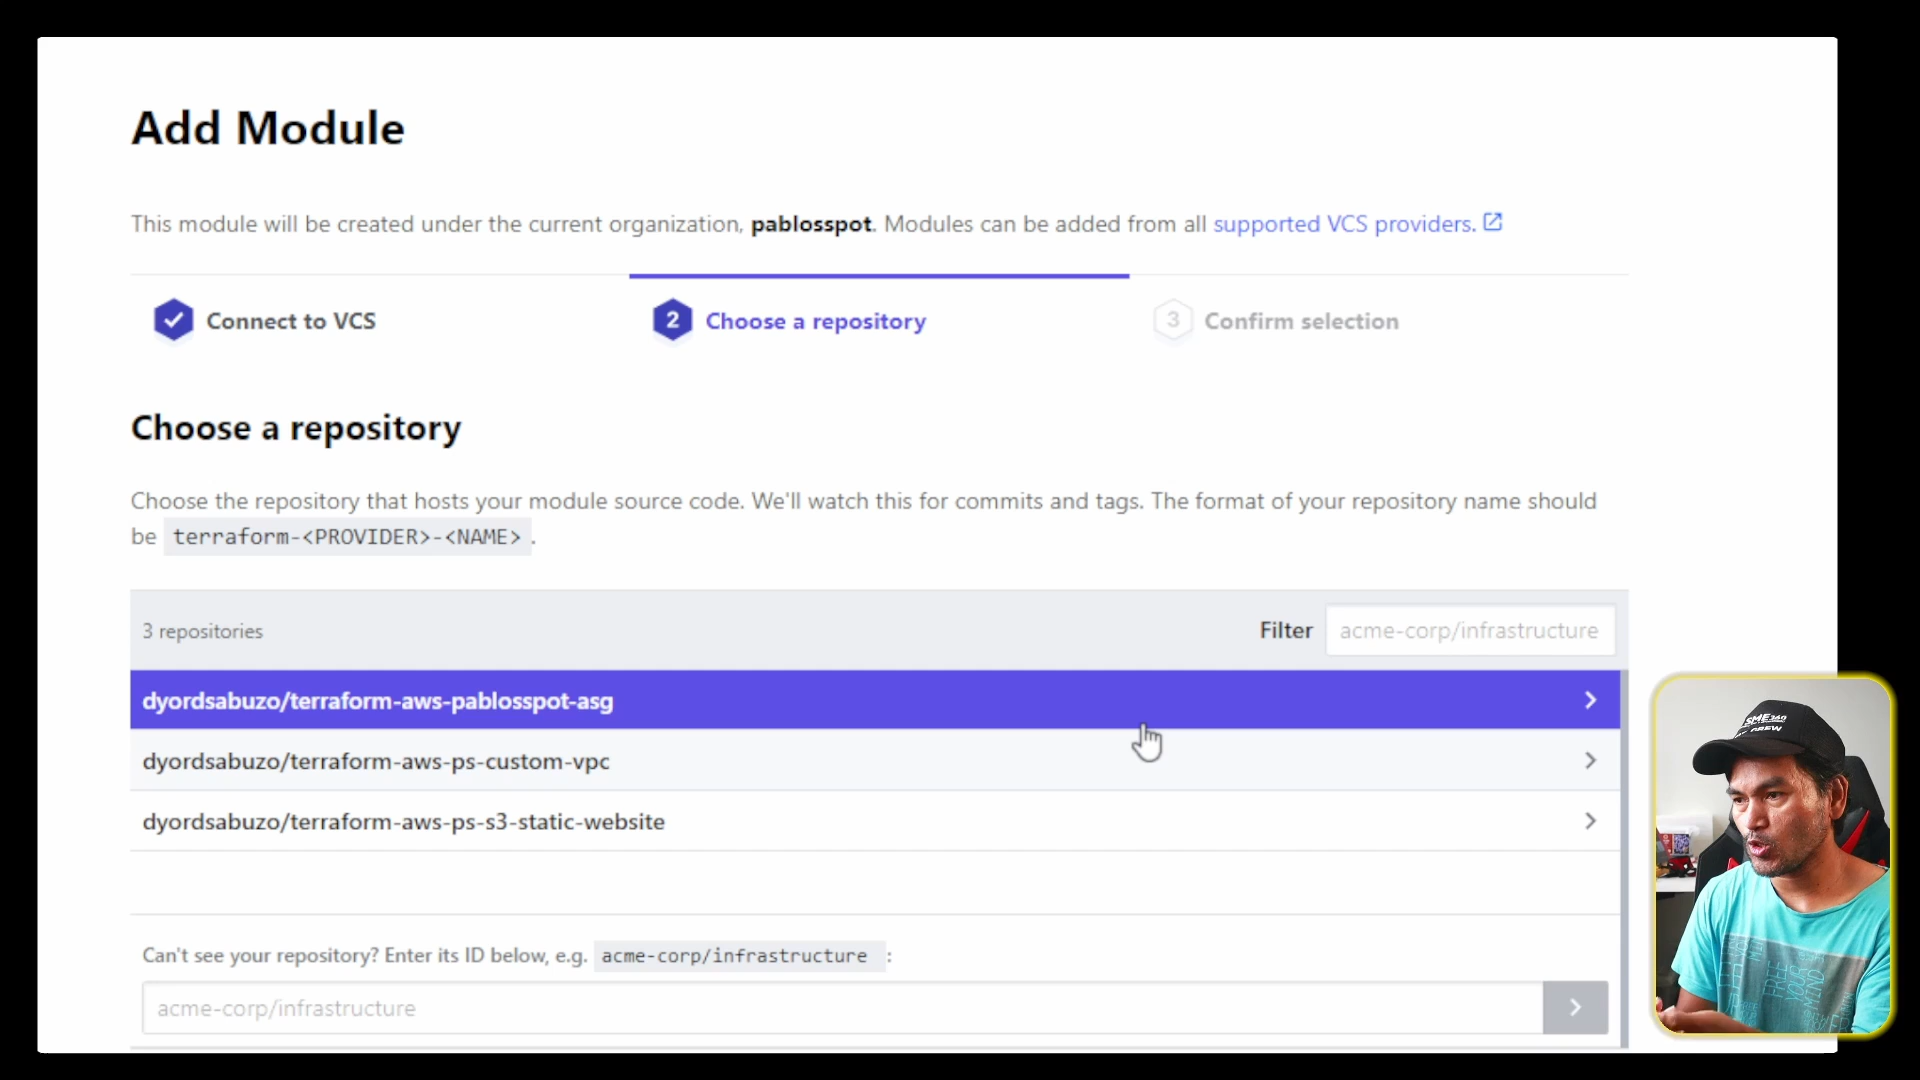 Add Module
This module will be created under the current organization, pablosspot. Modules can be added from all supported VCS providers.
Connect to VCS
2 Choose a repository
3 Confirm selection
Choose a repository
Choose the repository that hosts your module source code. We'll watch this for commits and tags. The format of your repository name should
be terraform-<PROVIDER>-<NAME> .
3 repositories
Filter acme-corp/infrastructure
dyordsabuzo/terraform-aws-pablosspot-asg
dyordsabuzo/terraform-aws-ps-custom-vpc
dyordsabuzo/terraform-aws-ps-s3-static-website
Can't see your repository? Enter its ID below, e.g. acme-corp/infrastructure :
acme-corp/infrastructure
CREW
FREE
YOUR
MIND